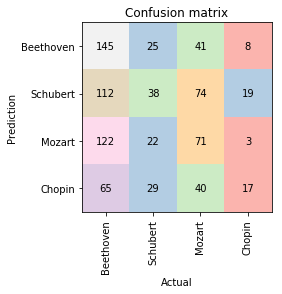 Confusion matrix
Prediction
Beethoven 145 25 41 8
Schubert 112 38 74 19
Mozart 122 22 71 3
Chopin 65 29 40 17
Beethoven Schubert Mozart Chopin
Actual